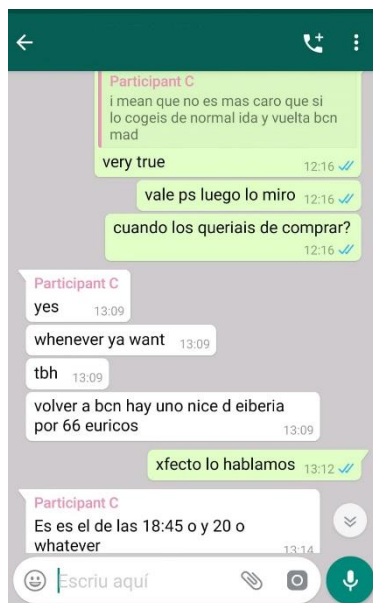 Participant C
i mean que no es mas caro que si
lo cogeis de normal ida y vuelta bcn
mad
very true
12:16
vale ps luego lo miro 12:16
cuando los queriais de comprar?
12:16
Participant C
yes 13:09
whenever ya want 13:09
tbh 13:09
volver a bcn hay uno nice d eiberia
por 66 euricos
13:09
xfecto lo hablamos 13:12
Participant C
Es es el de las 18:45 o y 20 o
whatever
13:14
Escriu aquí